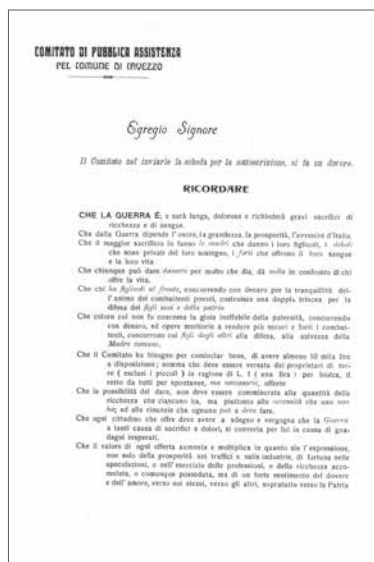 COMITATO DI PUBBLICA ASSISTENZA
PEL COMUNE DI CAVEZZO
Egregio Signore
Il Comitato nel inviarle la scheda per la sottoscrizione, si fa un dovere.
RICORDARE
CHE LA GUERRA É; e sarà lunga, dolorosa e richiederà gravi sacrifici di
ricchezza e di sangue.
Che dalla Guerra dipende l'onore, la grandezza, la prosperità, l'avvenire d'Italia.
Che il maggior sacrificio lo fanno le madri che danno i loro figliuoli, i deboli
che sono privati del loro sostegno, i forti che offrono il loro sangue
e la loro vita
Che chiunque può dare danaro per molto che dia, dà nulla in confronto di chi
offre la vita.
Che chi ha figliuoli al fronte, concorrendo con denaro per la tranquillità del-
l'animo dei combattenti poveri, costruisce una doppia trincea per la
difesa dei figli suoi e della patria
Che coloro cui non fu concessa la gioia ineffabile della paternità, concorrendo
con denaro, ed opere meritorie a rendere più sicuri e forti i combat-
tenti, concorrono coi figli degli altri alla difesa, alla salvezza della
Madre comune,
Che il Comitato ha bisogno per cominciar bene, di avere almeno 10 mila lire
a disposizione; somma che deve essere versata dai proprietari di ter-
re ( esclusi i piccoli ) in ragione di L. 1 ( una lira ) per biolca, il
resto da tutti per spontanee, ma necessarie, offerte
Che la possibilità del dare, non deve essere commisurata alla quantità della
ricchezza che ciascuno ha, ma piuttosto alla necessità che uno non
ha; ed alle rinunzie che ognuno può e deve fare.
Che ogni cittadino che offre deve avere a sdegno e vergogna che la Guerra
a tanti causa di sacrifici e dolori, si converta per lui in causa di gua-
dagni insperati.
Che il valore di ogni offerta aumenta e moltiplica in quanto sia l'espressione,
non solo della prosperità nei traffici e nelle industrie, di fortune nelle
speculazioni, o nell'esercizio delle professioni, o della ricchezza accu-
mulata, o comunque posseduta, ma di un forte sentimento del dovere
e dell'amore, verso noi stessi, verso gli altri, sopratutto verso la Patria